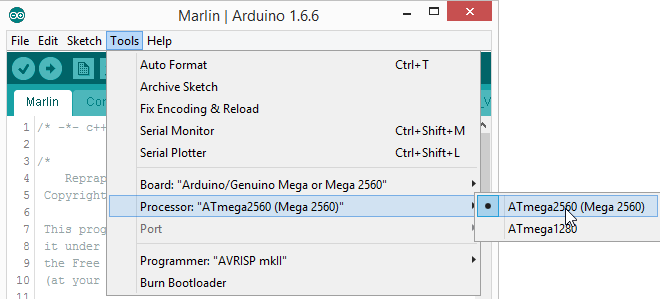 Marlin | Arduino 1.6.6
File Edit Sketch Tools Help
Auto Format Ctrl+T
Archive Sketch
Fix Encoding & Reload
Serial Monitor Ctrl+Shift+M
Serial Plotter Ctrl+Shift+L
Board: "Arduino/Genuino Mega or Mega 2560"
Processor: "ATmega2560 (Mega 2560)"
Port
Programmer: "AVRISP mkII"
Burn Bootloader
ATmega2560 (Mega 2560)
ATmega1280
Marlin Con
_V
1 /* -*- c++
2
3 /*
4 Reprap
5 Copyright
6
7 This prog
8 it under
9 the Free
10 (at your
11